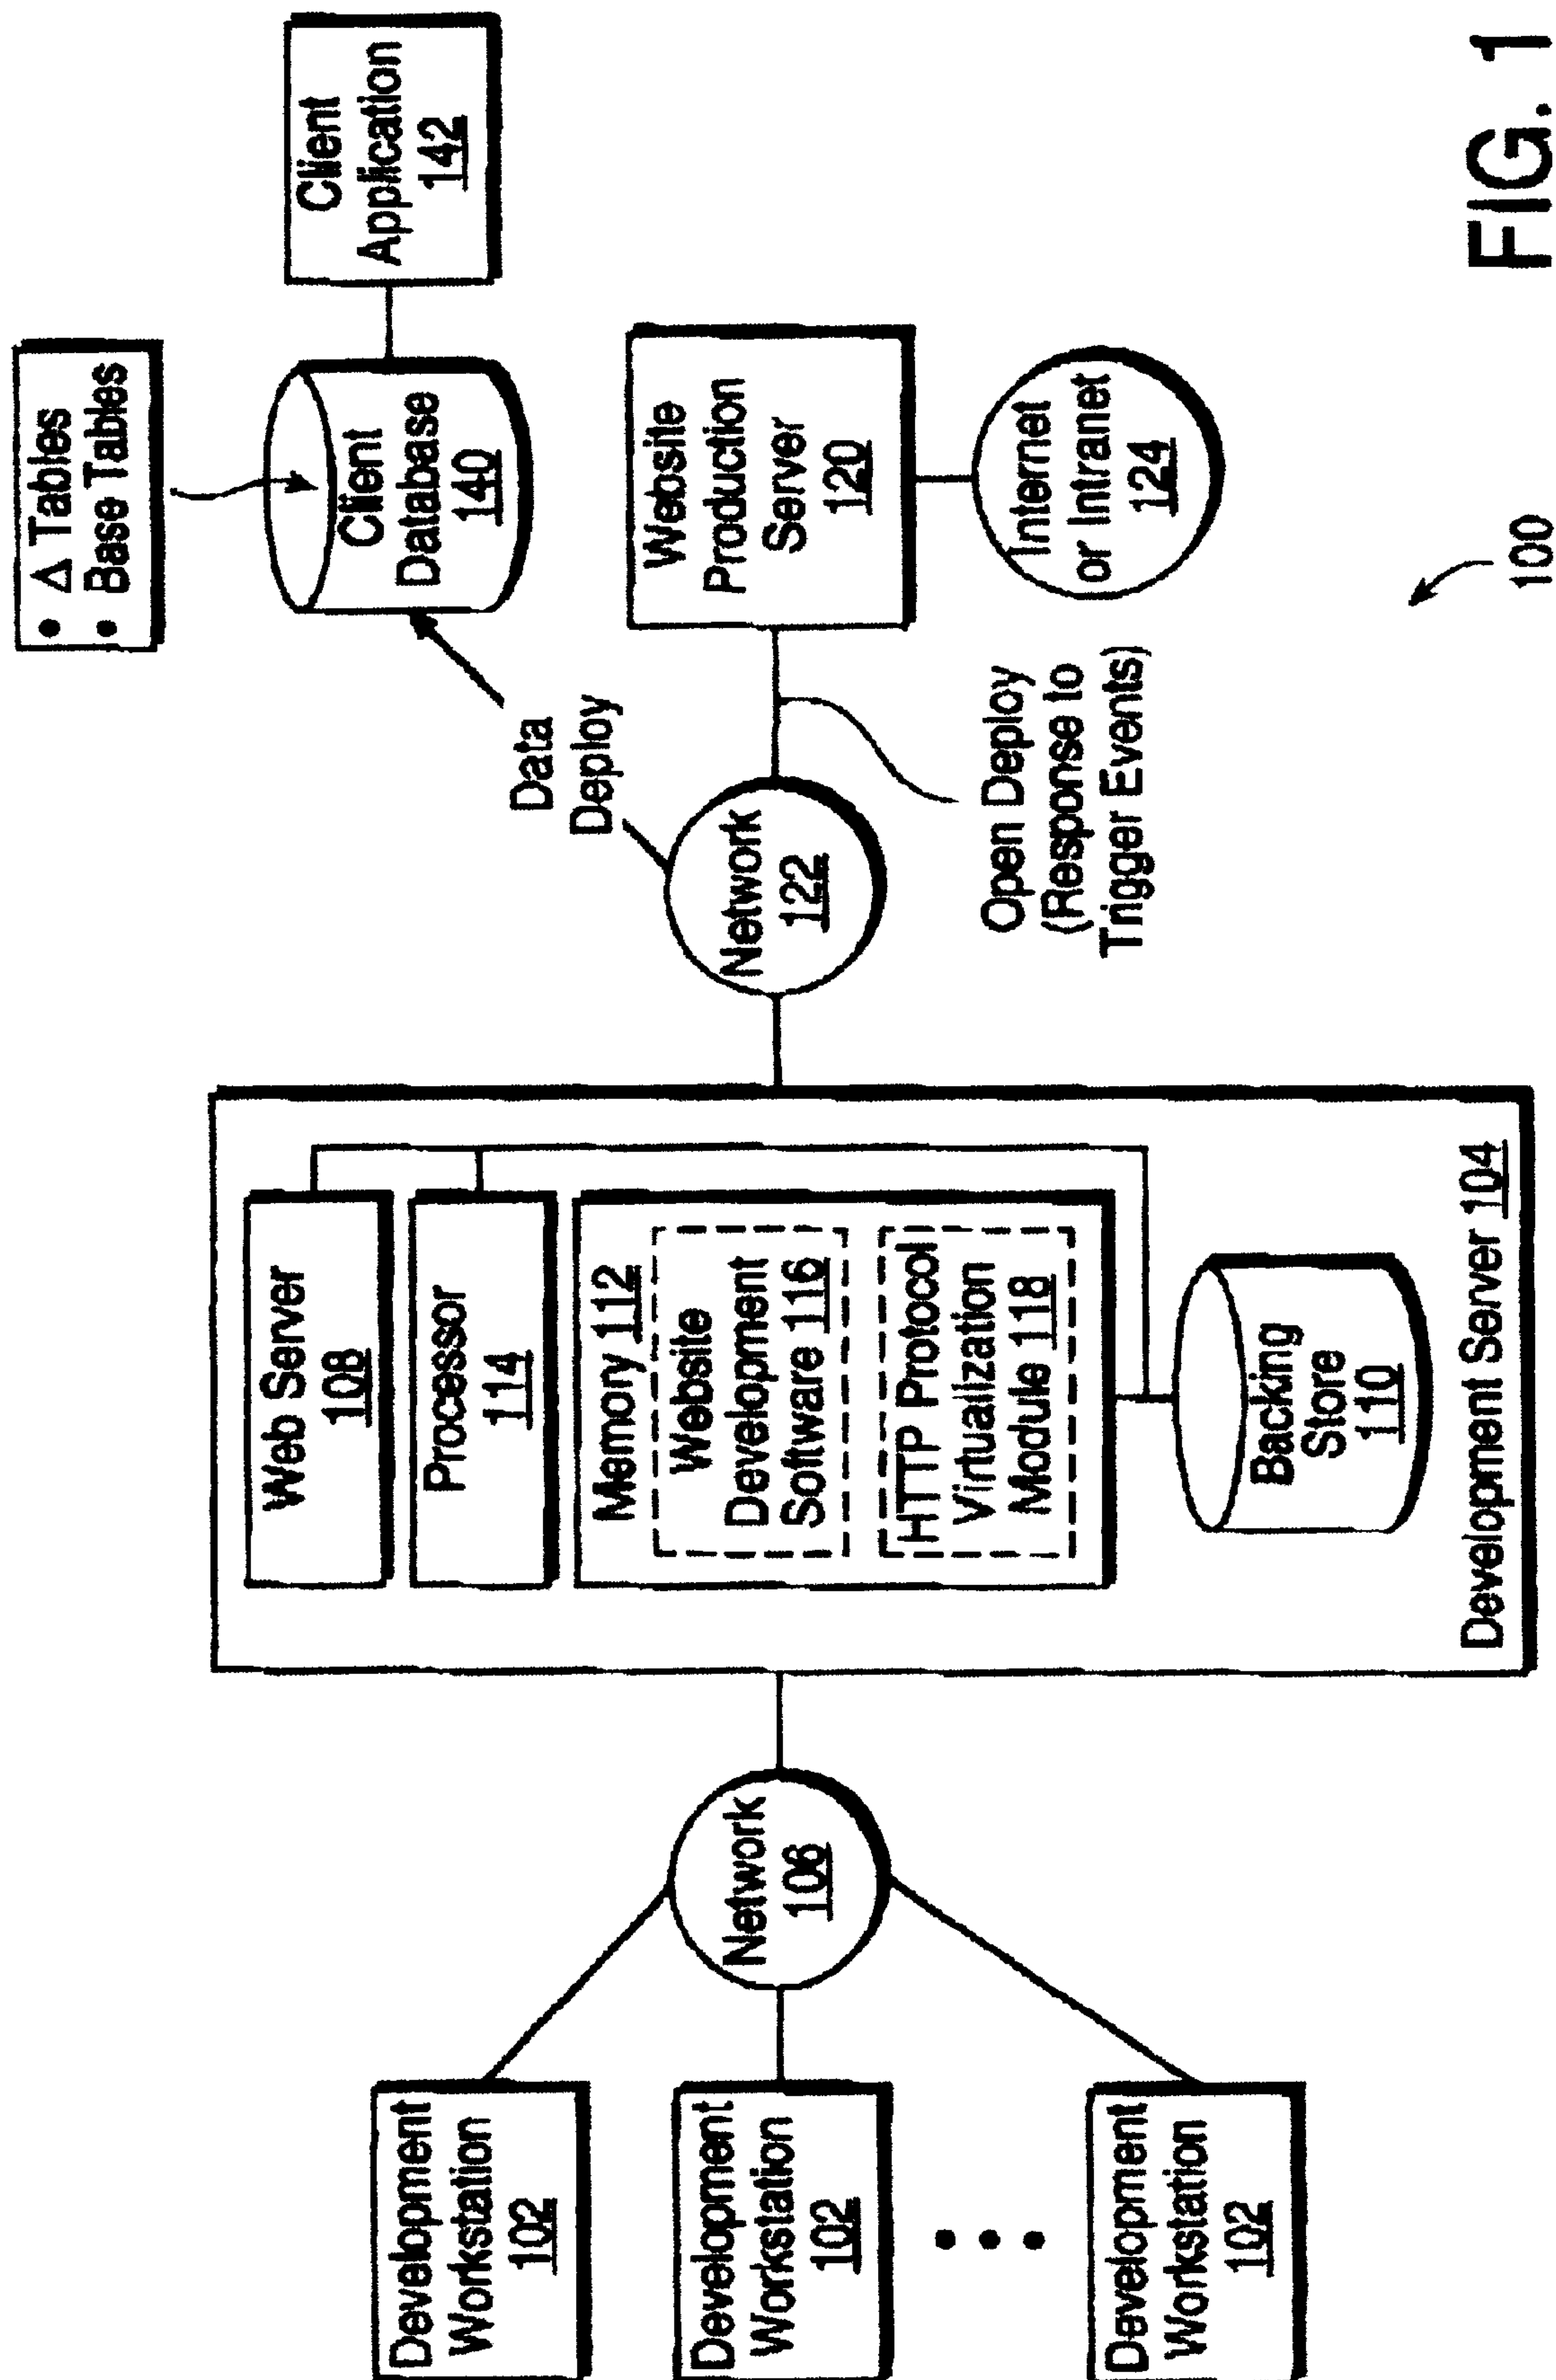 Development
Workstation
102
Development
Workstation
102
Development
Workstation
102
Network
106
Web Server
108
Processor
114
Memory 112
Website
Development
Software 116
HTTP Protocol
Virtualization
Module 118
Backing
Store
110
Development Server 104
Network
122
Data
Deploy
Open Deploy
(Response to
Trigger Events)
• Δ Tables
• Base Tables
Client
Database
140
Client
Application
142
Website
Production
Server
120
Internet
or Intranet
124
100
FIG. 1